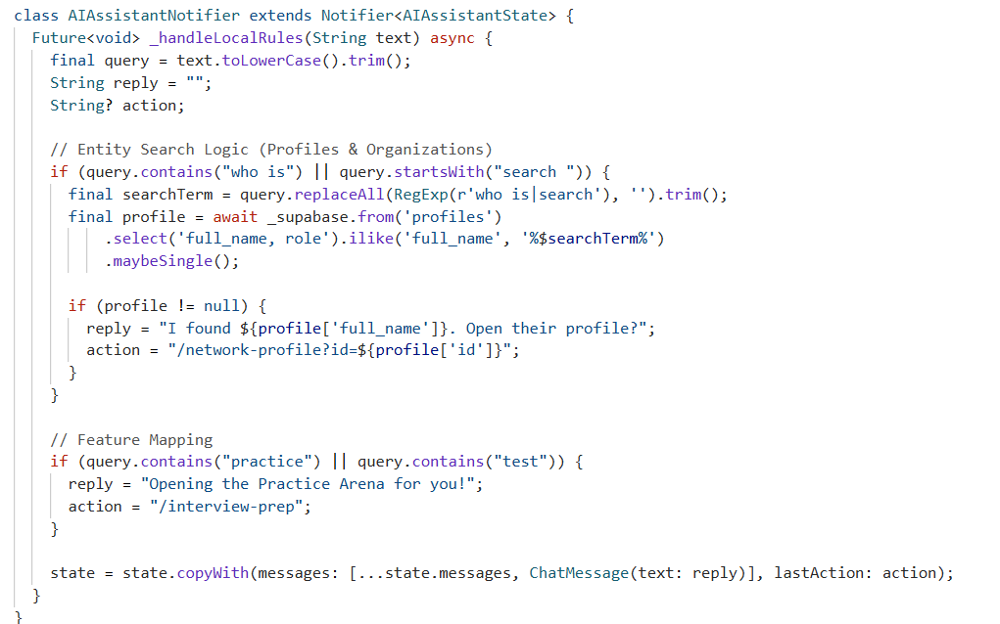 class AIAssistantNotifier extends Notifier<AIAssistantState> {
  Future<void> _handleLocalRules(String text) async {
    final query = text.toLowerCase().trim();
    String reply = "";
    String? action;

    // Entity Search Logic (Profiles & Organizations)
    if (query.contains("who is") || query.startsWith("search ")) {
      final searchTerm = query.replaceAll(RegExp(r'who is|search'), '').trim();
      final profile = await _supabase.from('profiles')
          .select('full_name, role').ilike('full_name', '%$searchTerm%')
          .maybeSingle();

      if (profile != null) {
        reply = "I found ${profile['full_name']}. Open their profile?";
        action = "/network-profile?id=${profile['id']}";
      }
    }

    // Feature Mapping
    if (query.contains("practice") || query.contains("test")) {
      reply = "Opening the Practice Arena for you!";
      action = "/interview-prep";
    }

    state = state.copyWith(messages: [...state.messages, ChatMessage(text: reply)], lastAction: action);
  }
}